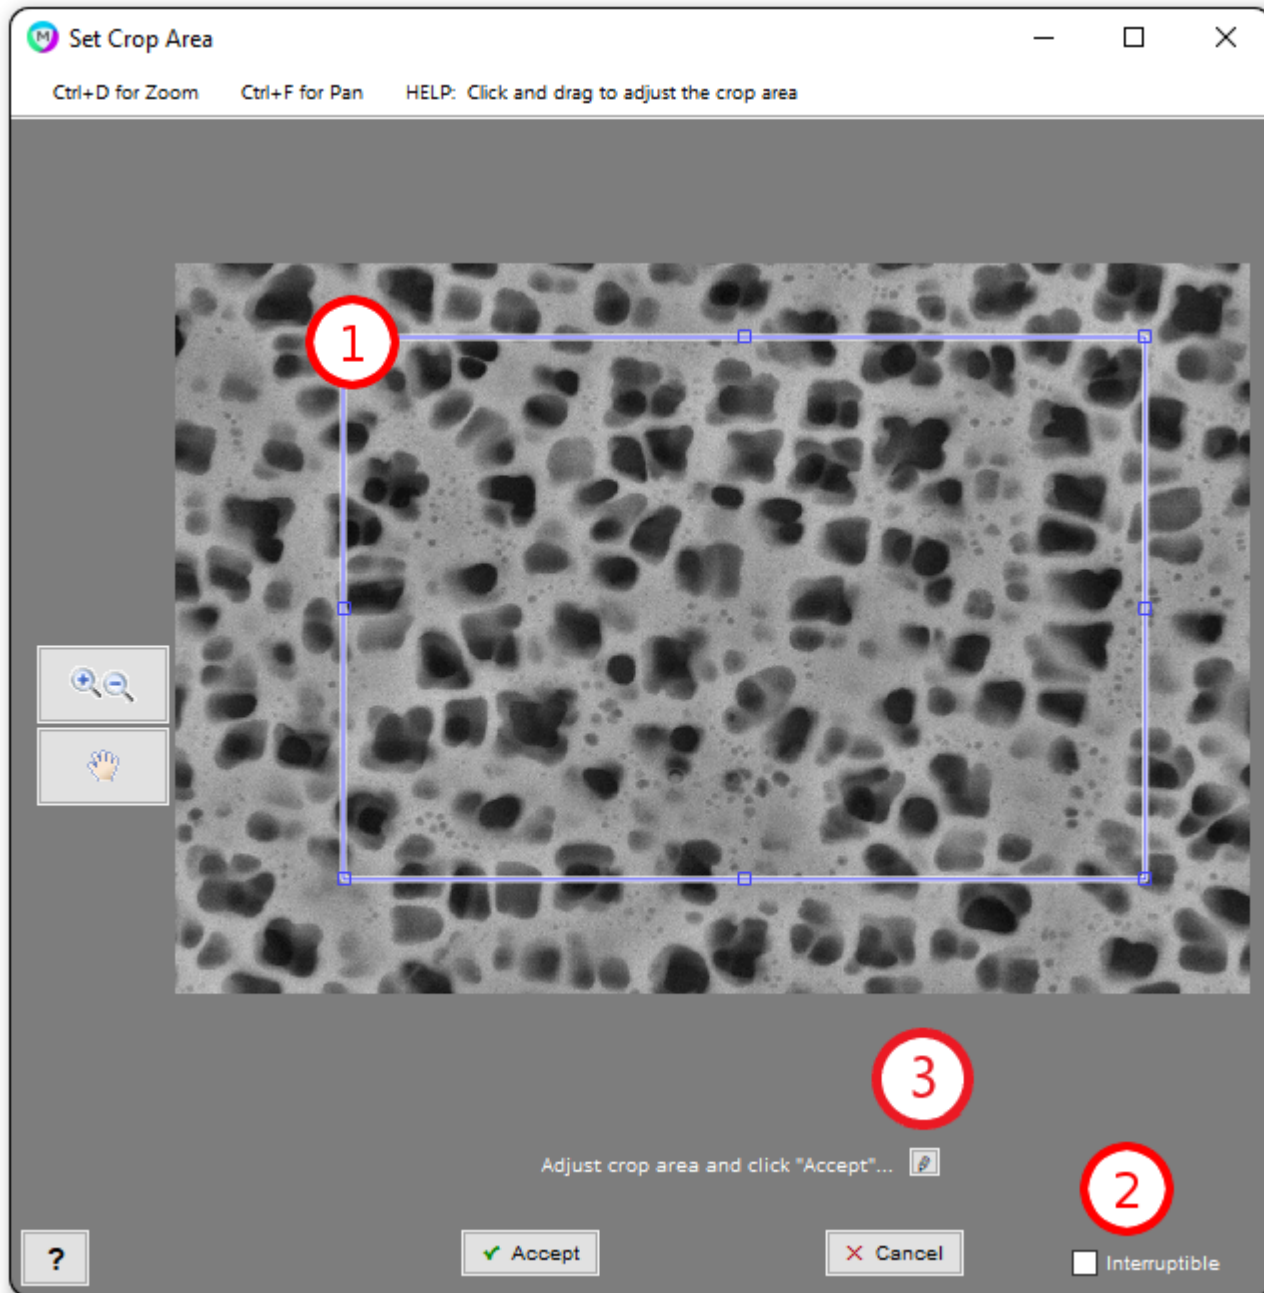 M Set Crop Area
Ctrl+D for Zoom Ctrl+F for Pan HELP: Click and drag to adjust the crop area
1
3
Adjust crop area and click "Accept"...
2
? Accept Cancel Interruptible